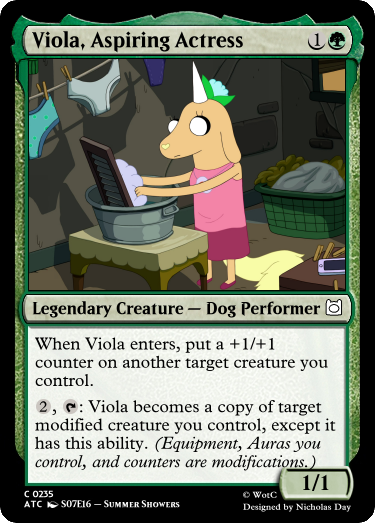 Viola, Aspiring Actress 1
Legendary Creature — Dog Performer
When Viola enters, put a +1/+1
counter on another target creature you
control.
2, : Viola becomes a copy of target
modified creature you control, except it
has this ability. (Equipment, Auras you
control, and counters are modifications.)
1/1
C 0235
ATC S07E16 — Summer Showers
© WotC
Designed by Nicholas Day